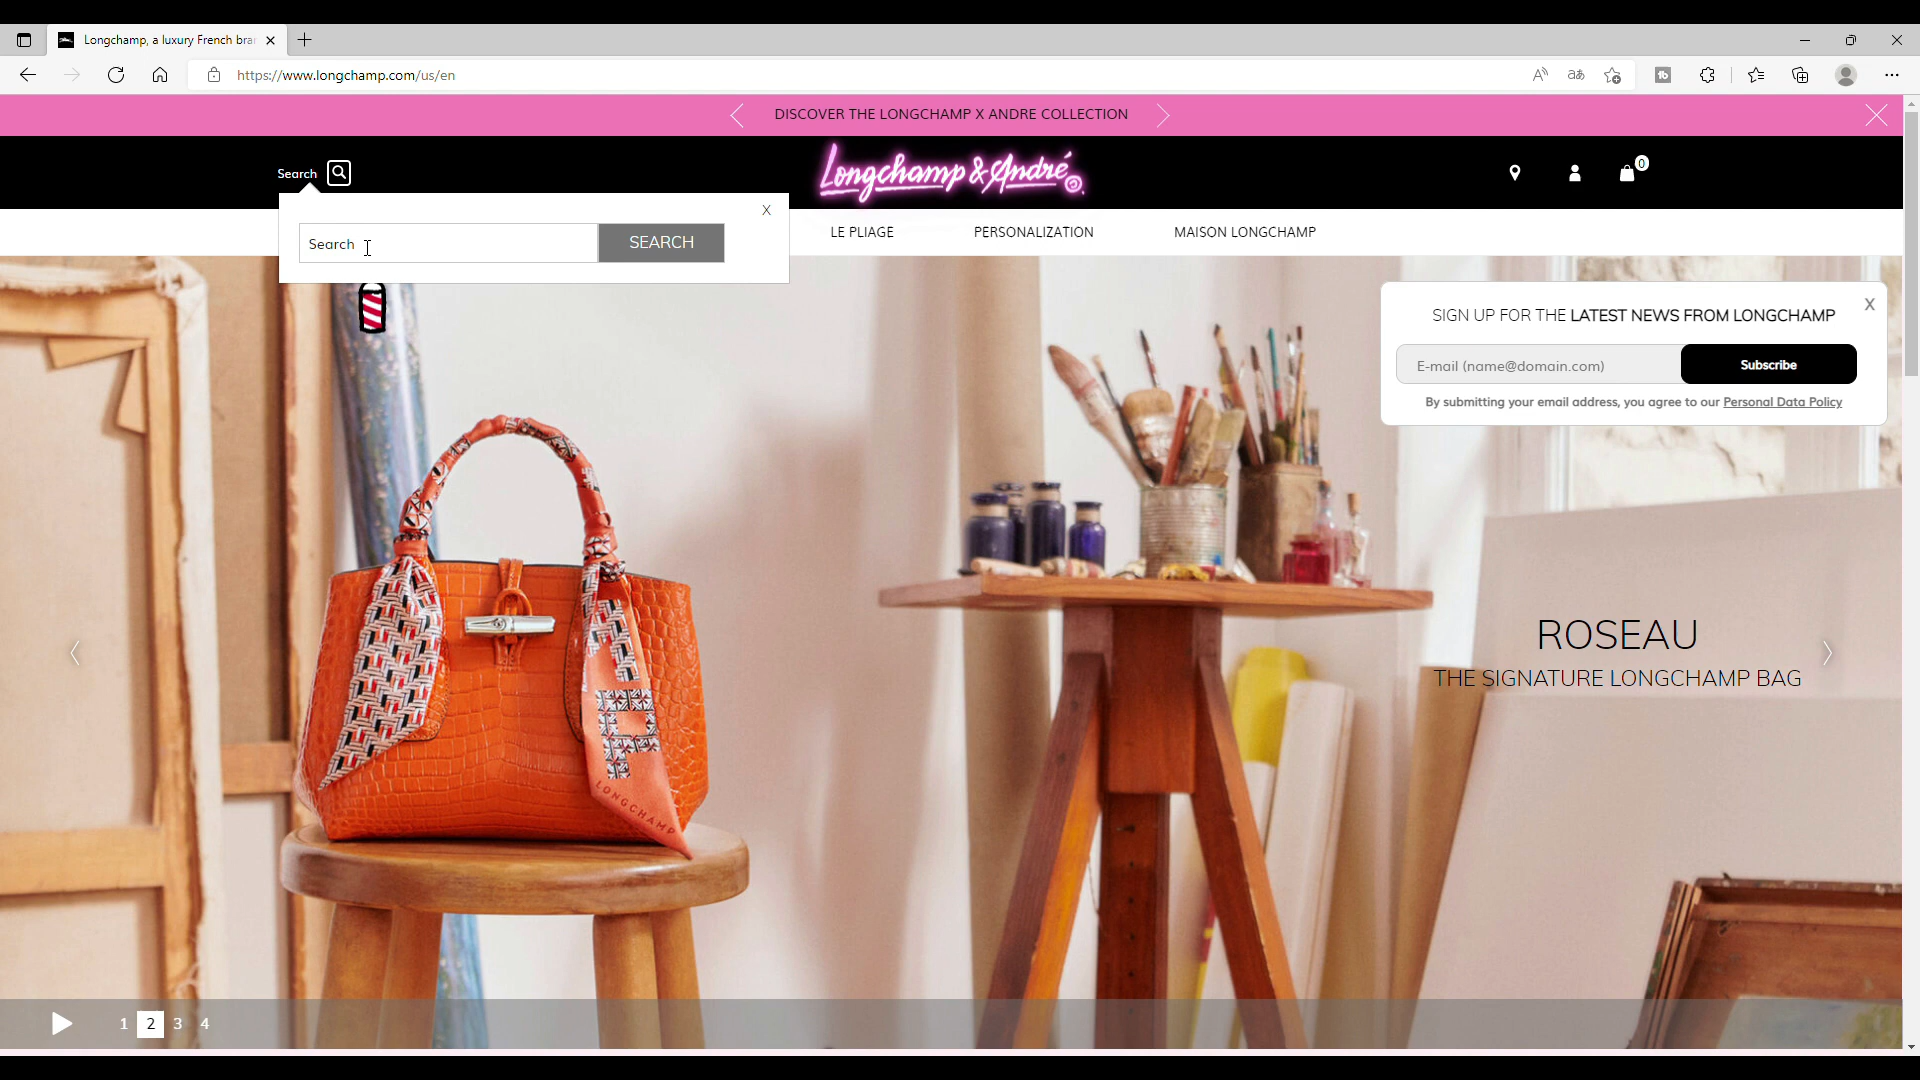 Longchamp, a luxury French bra
https://www.longchamp.com/us/en
DISCOVER THE LONGCHAMP X ANDRE COLLECTION
Search
Longchamp & André
0
X
Search
SEARCH
LE PLIAGE
PERSONALIZATION
MAISON LONGCHAMP
X
SIGN UP FOR THE LATEST NEWS FROM LONGCHAMP
E-mail (name@domain.com)
Subscribe
By submitting your email address, you agree to our Personal Data Policy
ROSEAU
THE SIGNATURE LONGCHAMP BAG
LONGCHAMP
1 2 3 4